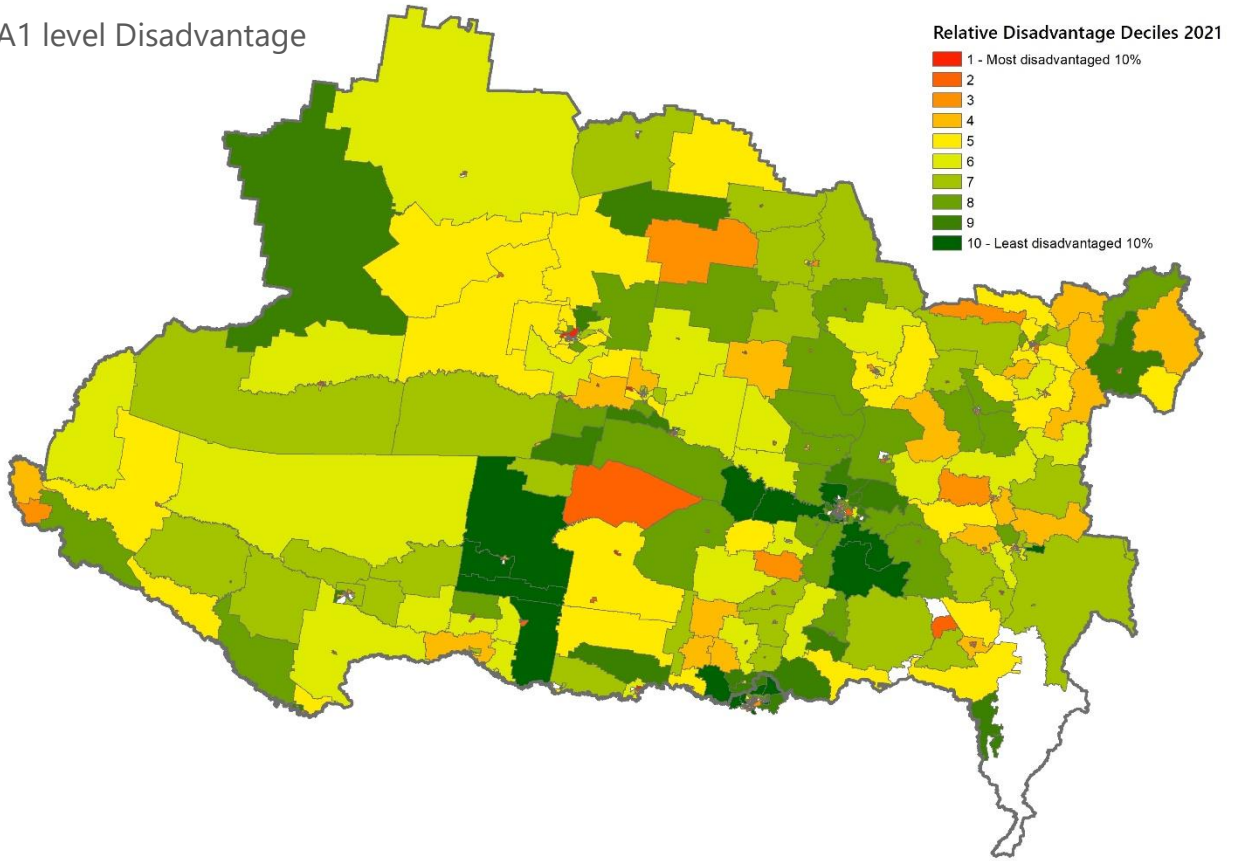 A1 level Disadvantage
Relative Disadvantage Deciles 2021
1 - Most disadvantaged 10%
2
3
4
5
6
7
8
9
10 - Least disadvantaged 10%